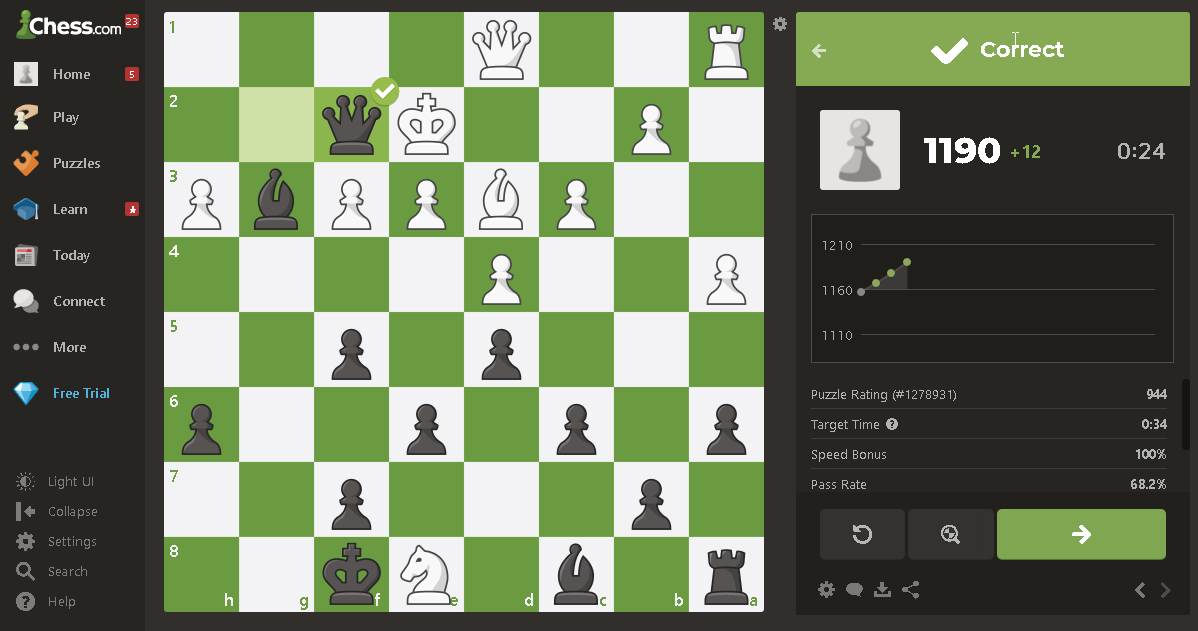 Chess.com 23
Home 5
Play
Puzzles
Learn
Today
Connect
More
Free Trial
Light UI
Collapse
Settings
Search
Help
1
2
3
4
5
6
7
8
h g f e d c b a
Correct
1190 +12 0:24
1210
1160
1110
Puzzle Rating (#1278931) 944
Target Time ? 0:34
Speed Bonus 100%
Pass Rate 68.2%